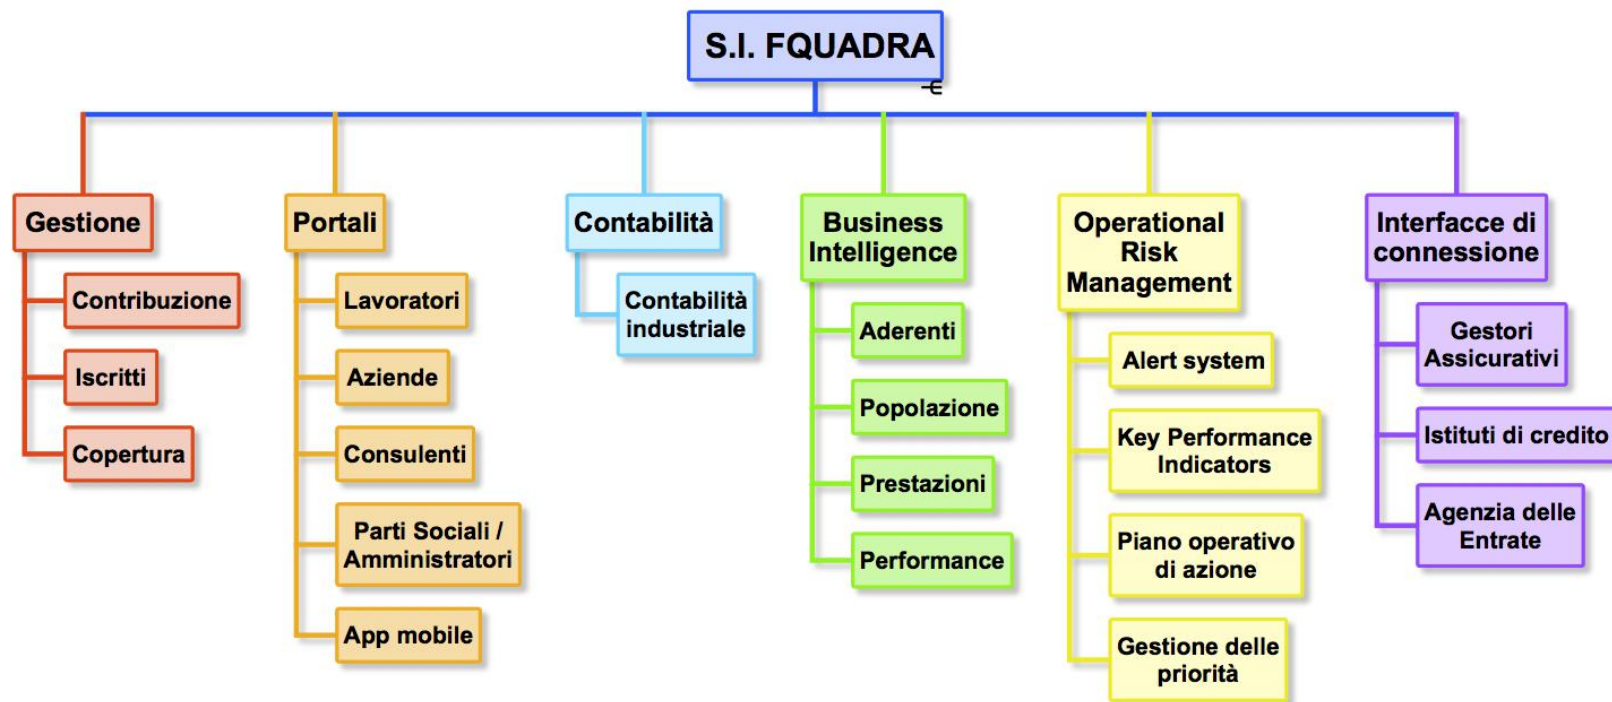 S.I. FQUADRA
Gestione
Contribuzione
Iscritti
Copertura
Portali
Lavoratori
Aziende
Consulenti
Parti Sociali /
Amministratori
App mobile
Contabilità
Contabilità
industriale
Business
Intelligence
Aderenti
Popolazione
Prestazioni
Performance
Operational
Risk
Management
Alert system
Key Performance
Indicators
Piano operativo
di azione
Gestione delle
priorità
Interfacce di
connessione
Gestori
Assicurativi
Istituti di credito
Agenzia delle
Entrate